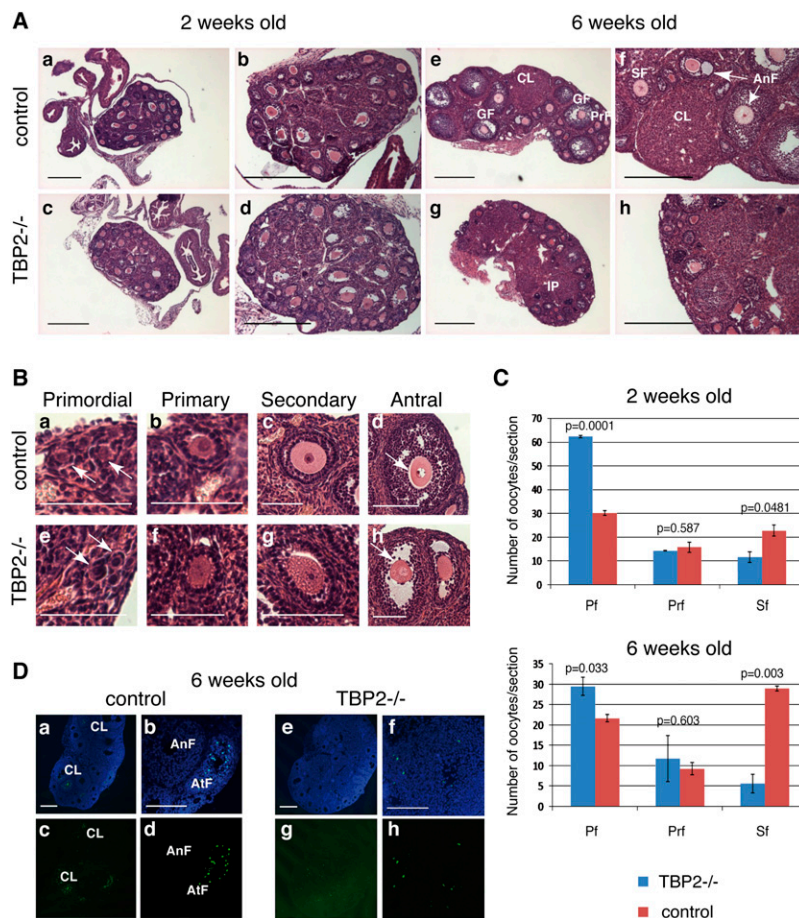 A
2 weeks old
6 weeks old
control
TBP2-/-
a
b
e
CL
GF
GF
PrF
f
SF
AnF
CL
c
d
g
IP
h
B
Primordial
Primary
Secondary
Antral
control
TBP2-/-
a
b
c
d
e
f
g
h
C
2 weeks old
Number of oocytes/section
70
60
50
40
30
20
10
0
p=0.0001
p=0.587
p=0.0481
Pf
Prf
Sf
6 weeks old
Number of oocytes/section
35
30
25
20
15
10
5
0
p=0.033
p=0.603
p=0.003
Pf
Prf
Sf
TBP2-/-
control
D
6 weeks old
control
TBP2-/-
a
CL
CL
b
AnF
AtF
e
f
c
CL
CL
d
AnF
AtF
g
h